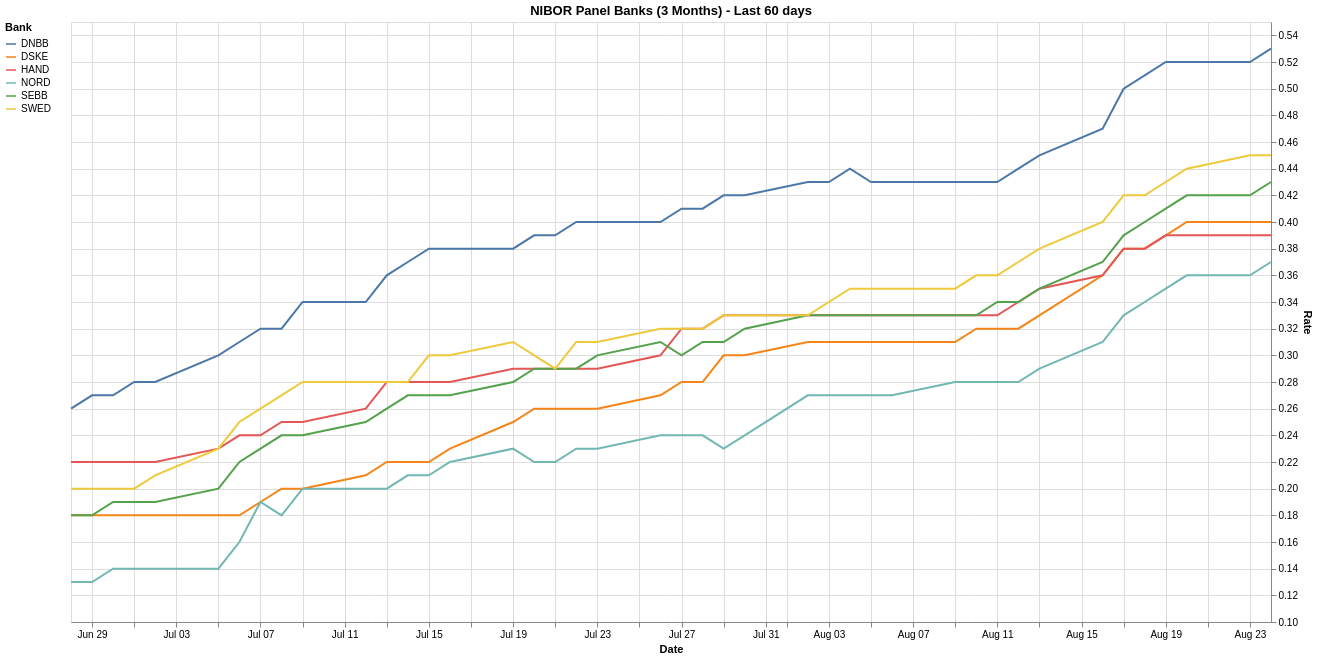 NIBOR Panel Banks (3 Months) - Last 60 days
Bank
DNBB
DSKE
HAND
NORD
SEBB
SWED
0.54
0.52
0.50
0.48
0.46
0.44
0.42
0.40
0.38
0.36
0.34
0.32
0.30
0.28
0.26
0.24
0.22
0.20
0.18
0.16
0.14
0.12
0.10
Rate
Jun 29 Jul 03 Jul 07 Jul 11 Jul 15 Jul 19 Jul 23 Jul 27 Jul 31 Aug 03 Aug 07 Aug 11 Aug 15 Aug 19 Aug 23
Date